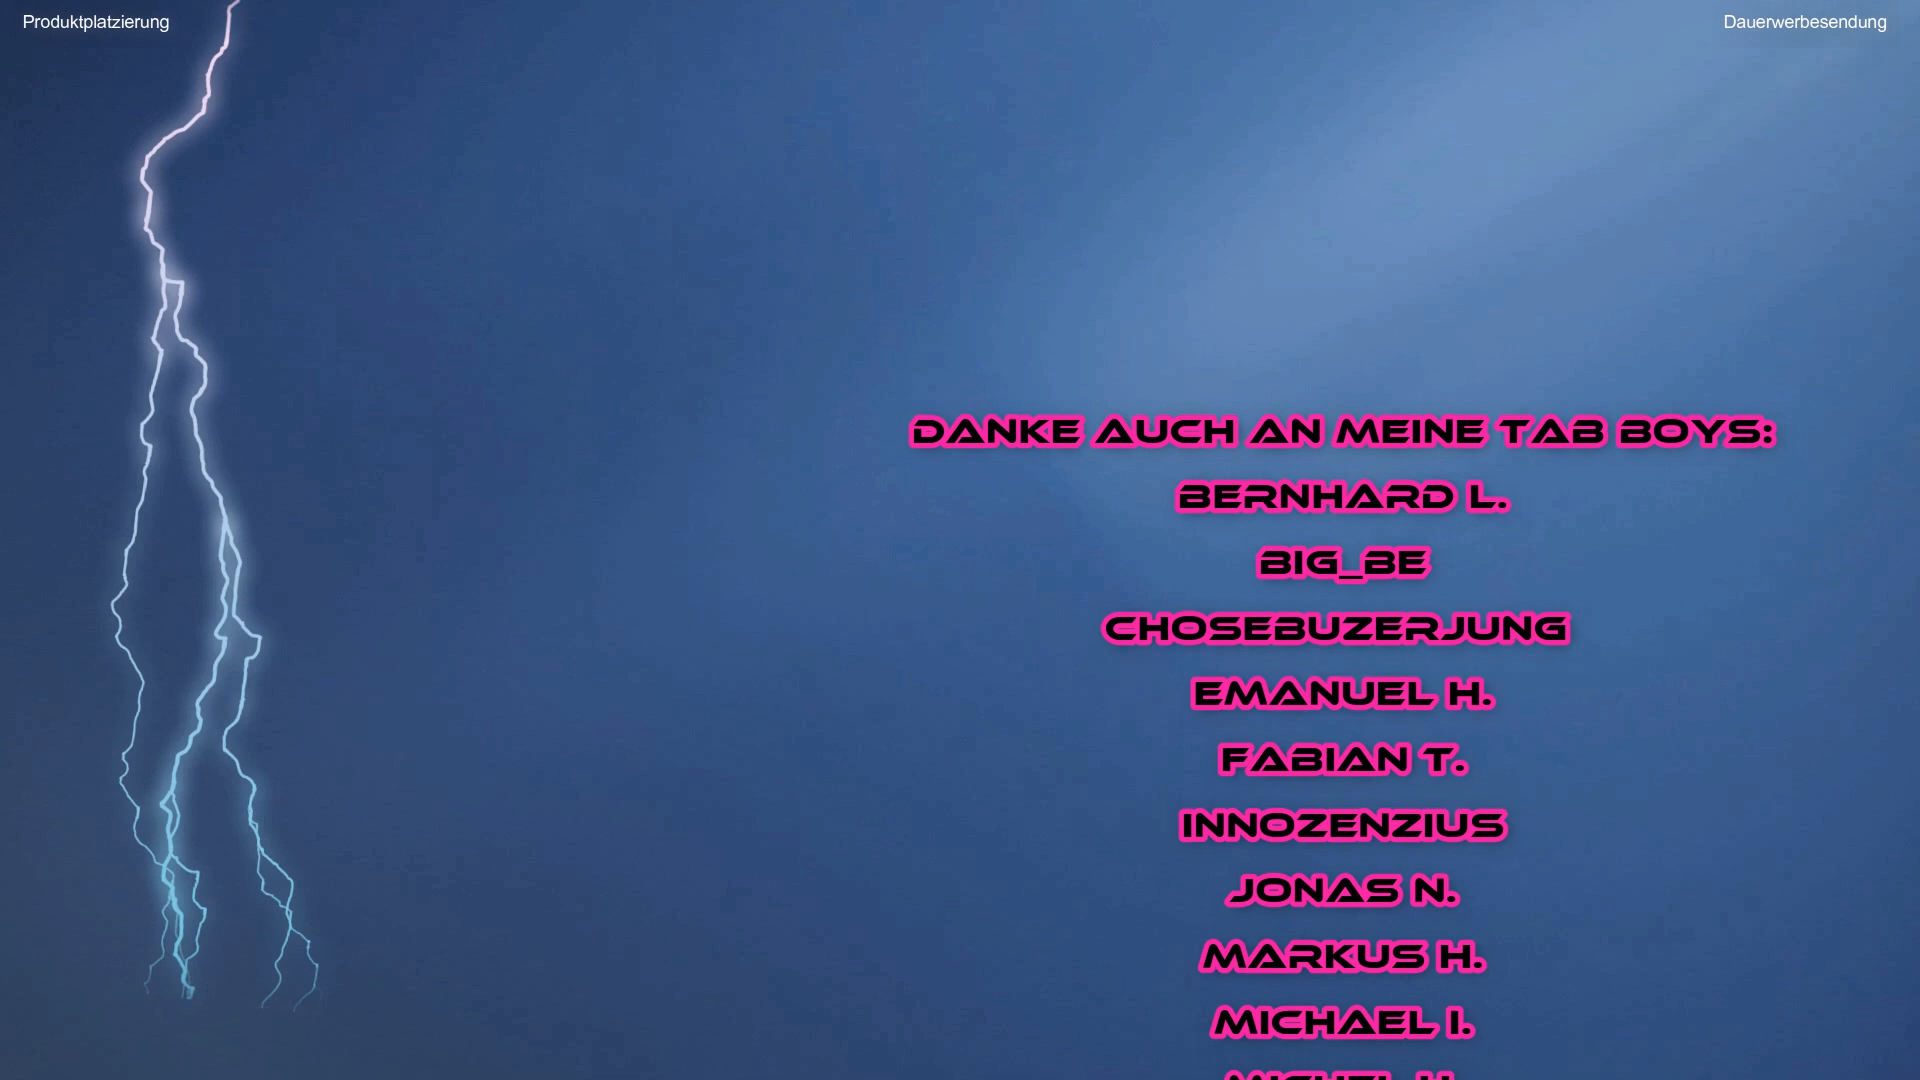 Produktplatzierung
Dauerwerbesendung
DANKE AUCH AN MEINE TAB BOYS:
BERNHARD L.
BIG_BE
CHOSEBUZERJUNG
EMANUEL H.
FABIAN T.
INNOZENZIUS
JONAS N.
MARKUS H.
MICHAEL I.